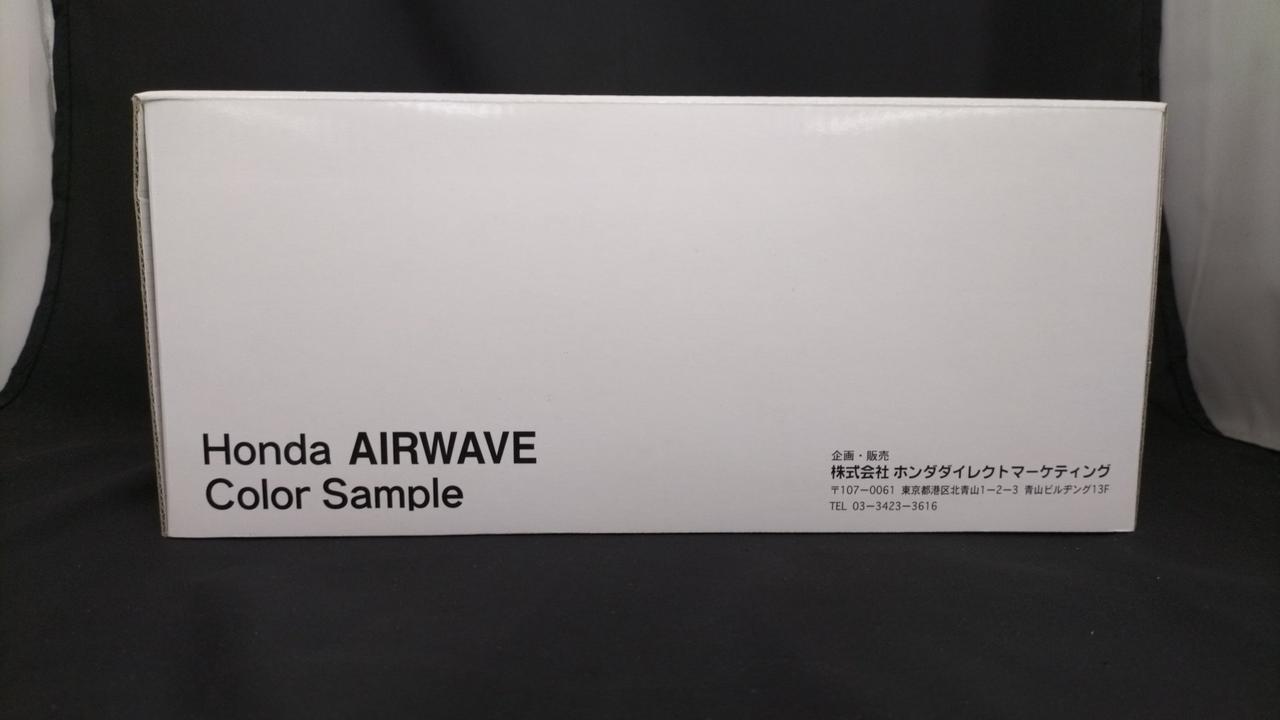 Honda AIRWAVE
Color Sample
企画・販売
株式会社 ホンダダイレクトマーケティング
〒107-0061 東京都港区北青山1-2-3 青山ビルヂング13F
TEL 03-3423-3616